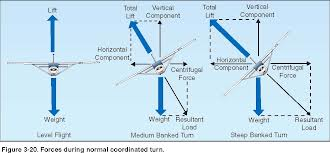 Lift
Weight
Level Flight
Total
Lift
Vertical
Component
Horizontal
Component
Centrifugal
Force
Weight
Resultant
Load
Medium Banked Turn
Total
Lift
Vertical
Component
Horizontal
Component
Centrifugal
Force
Weight
Resultant
Load
Steep Banked Turn
Figure 3-20. Forces during normal coordinated turn.